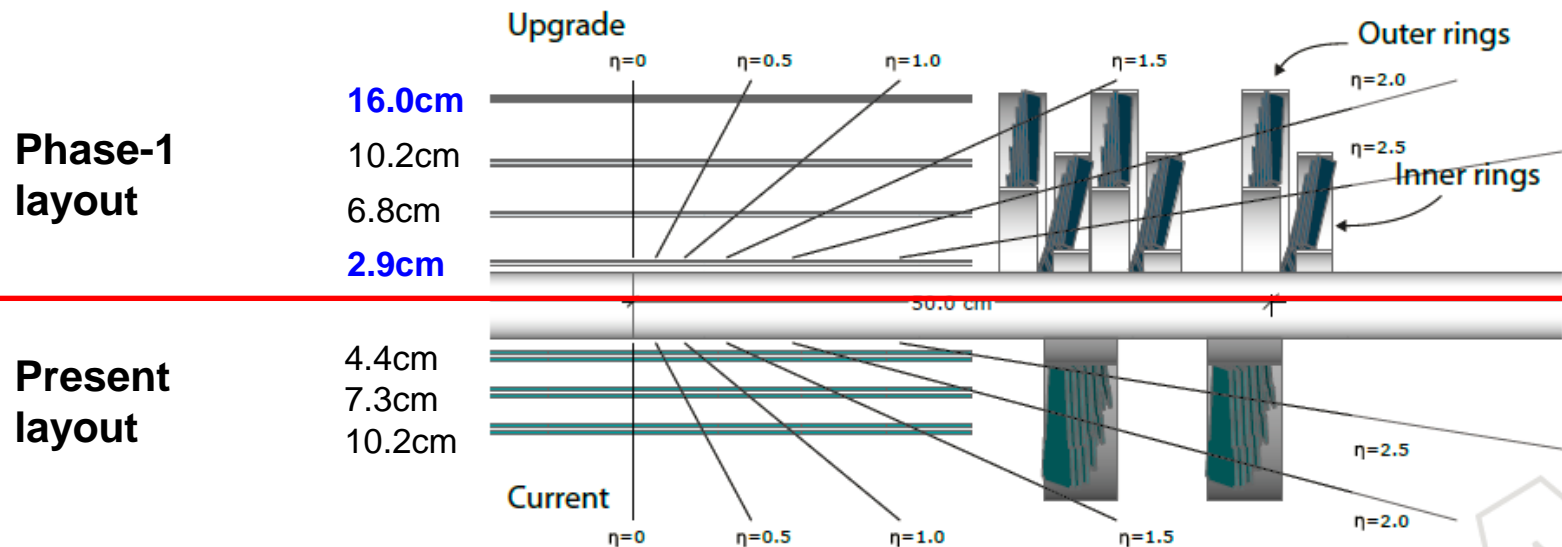 Upgrade
Outer rings
η=0
η=0.5
η=1.0
η=1.5
η=2.0
16.0cm
Phase-1
layout
10.2cm
η=2.5
Inner rings
6.8cm
2.9cm
50.0 cm
Present
layout
4.4cm
7.3cm
10.2cm
η=2.5
Current
η=2.0
η=0
η=0.5
η=1.0
η=1.5